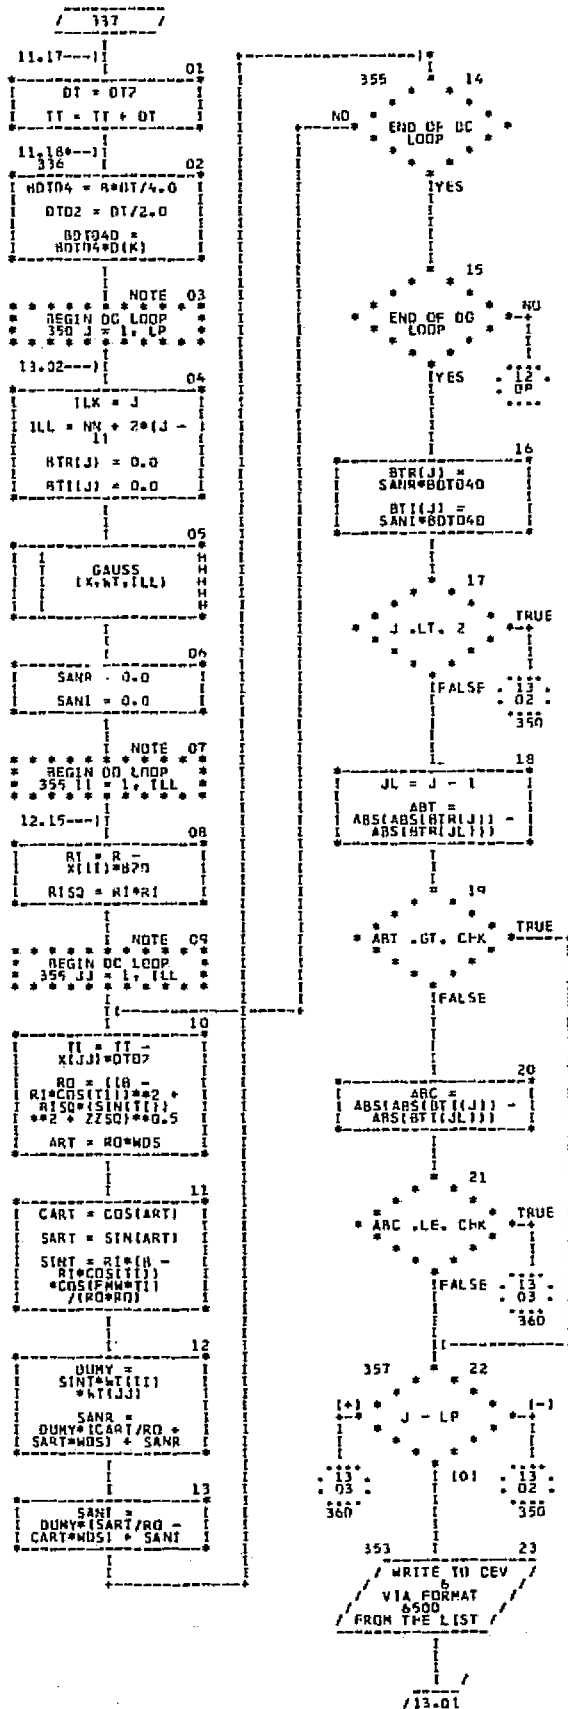 / 337 /
11.17---
01
DT = DT7
TT = TT + DT
11.18*--
336
02
BDTO4 = B*DT/4.0
DTO2 = DT/2.0
BDTO4D =
BDTO4*D(K)
NOTE 03
BEGIN DO LOOP
350 J = 1, LP
13.02---
04
ILK = J
ILL = NN + 2*(J -
1)
BTR(J) = 0.0
BTI(J) = 0.0
05
GAUSS
(X,WT,ILL)
06
SANR = 0.0
SANI = 0.0
NOTE 07
BEGIN DO LOOP
355 II = 1, ILL
12.15---
08
RI = R -
X(II)*B7D
RISQ = RI*RI
NOTE 09
BEGIN DO LOOP
355 JJ = 1, ILL
10
TI = TT -
X(JJ)*DTO7
RO = ((B -
RI*COS(TI))**2 +
RISQ*(SIN(TI))
**2 + ZZSQ)**0.5
ART = RO*WDS
11
CART = COS(ART)
SART = SIN(ART)
SINT = RI*(B -
RI*COS(TI))
*COS(FMW*TI)
/(RO*RO)
12
DUMY =
SINT*WT(II)
*WT(JJ)
SANR =
DUMY*(CART/RO +
SART*WDS) + SANR
13
SANI =
DUMY*(SART/RO -
CART*WDS) + SANI
355 14
END OF DO
LOOP
NO
YES
15
END OF DO
LOOP
NO
12
08
YES
16
BTR(J) =
SANR*BDTO4D
BTI(J) =
SANI*BDTO4D
17
J .LT. 2
TRUE
13
02
350
FALSE
18
JL = J - 1
ABT =
ABS(ABS(BTR(J)) -
ABS(BTR(JL)))
19
ABT .GT. CHK
TRUE
FALSE
20
ABC =
ABS(ABS(BTI(J)) -
ABS(BTI(JL)))
21
ABC .LE. CHK
TRUE
13
03
360
FALSE
357 22
J - LP
(+)
13
03
360
(-)
13
02
350
(0)
353 23
/ WRITE TO DEV /
6
VIA FORMAT
6500
/ FROM THE LIST /
/13.01 /